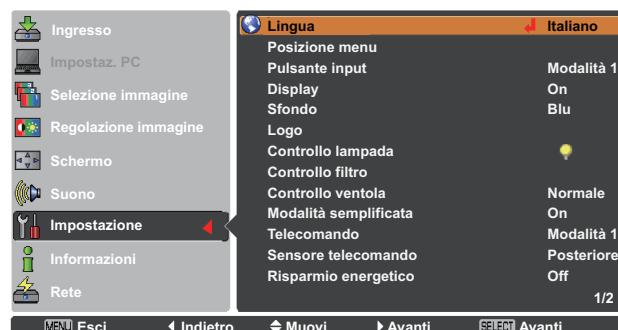 Ingresso
Impostaz. PC
Selezione immagine
Regolazione immagine
Schermo
Suono
Impostazione
Informazioni
Rete
Lingua Italiano
Posizione menu
Pulsante input Modalità 1
Display On
Sfondo Blu
Logo
Controllo lampada
Controllo filtro
Controllo ventola Normale
Modalità semplificata On
Telecomando Modalità 1
Sensore telecomando Posteriore
Risparmio energetico Off
1/2
MENU Esci Indietro Muovi Avanti SELECT Avanti